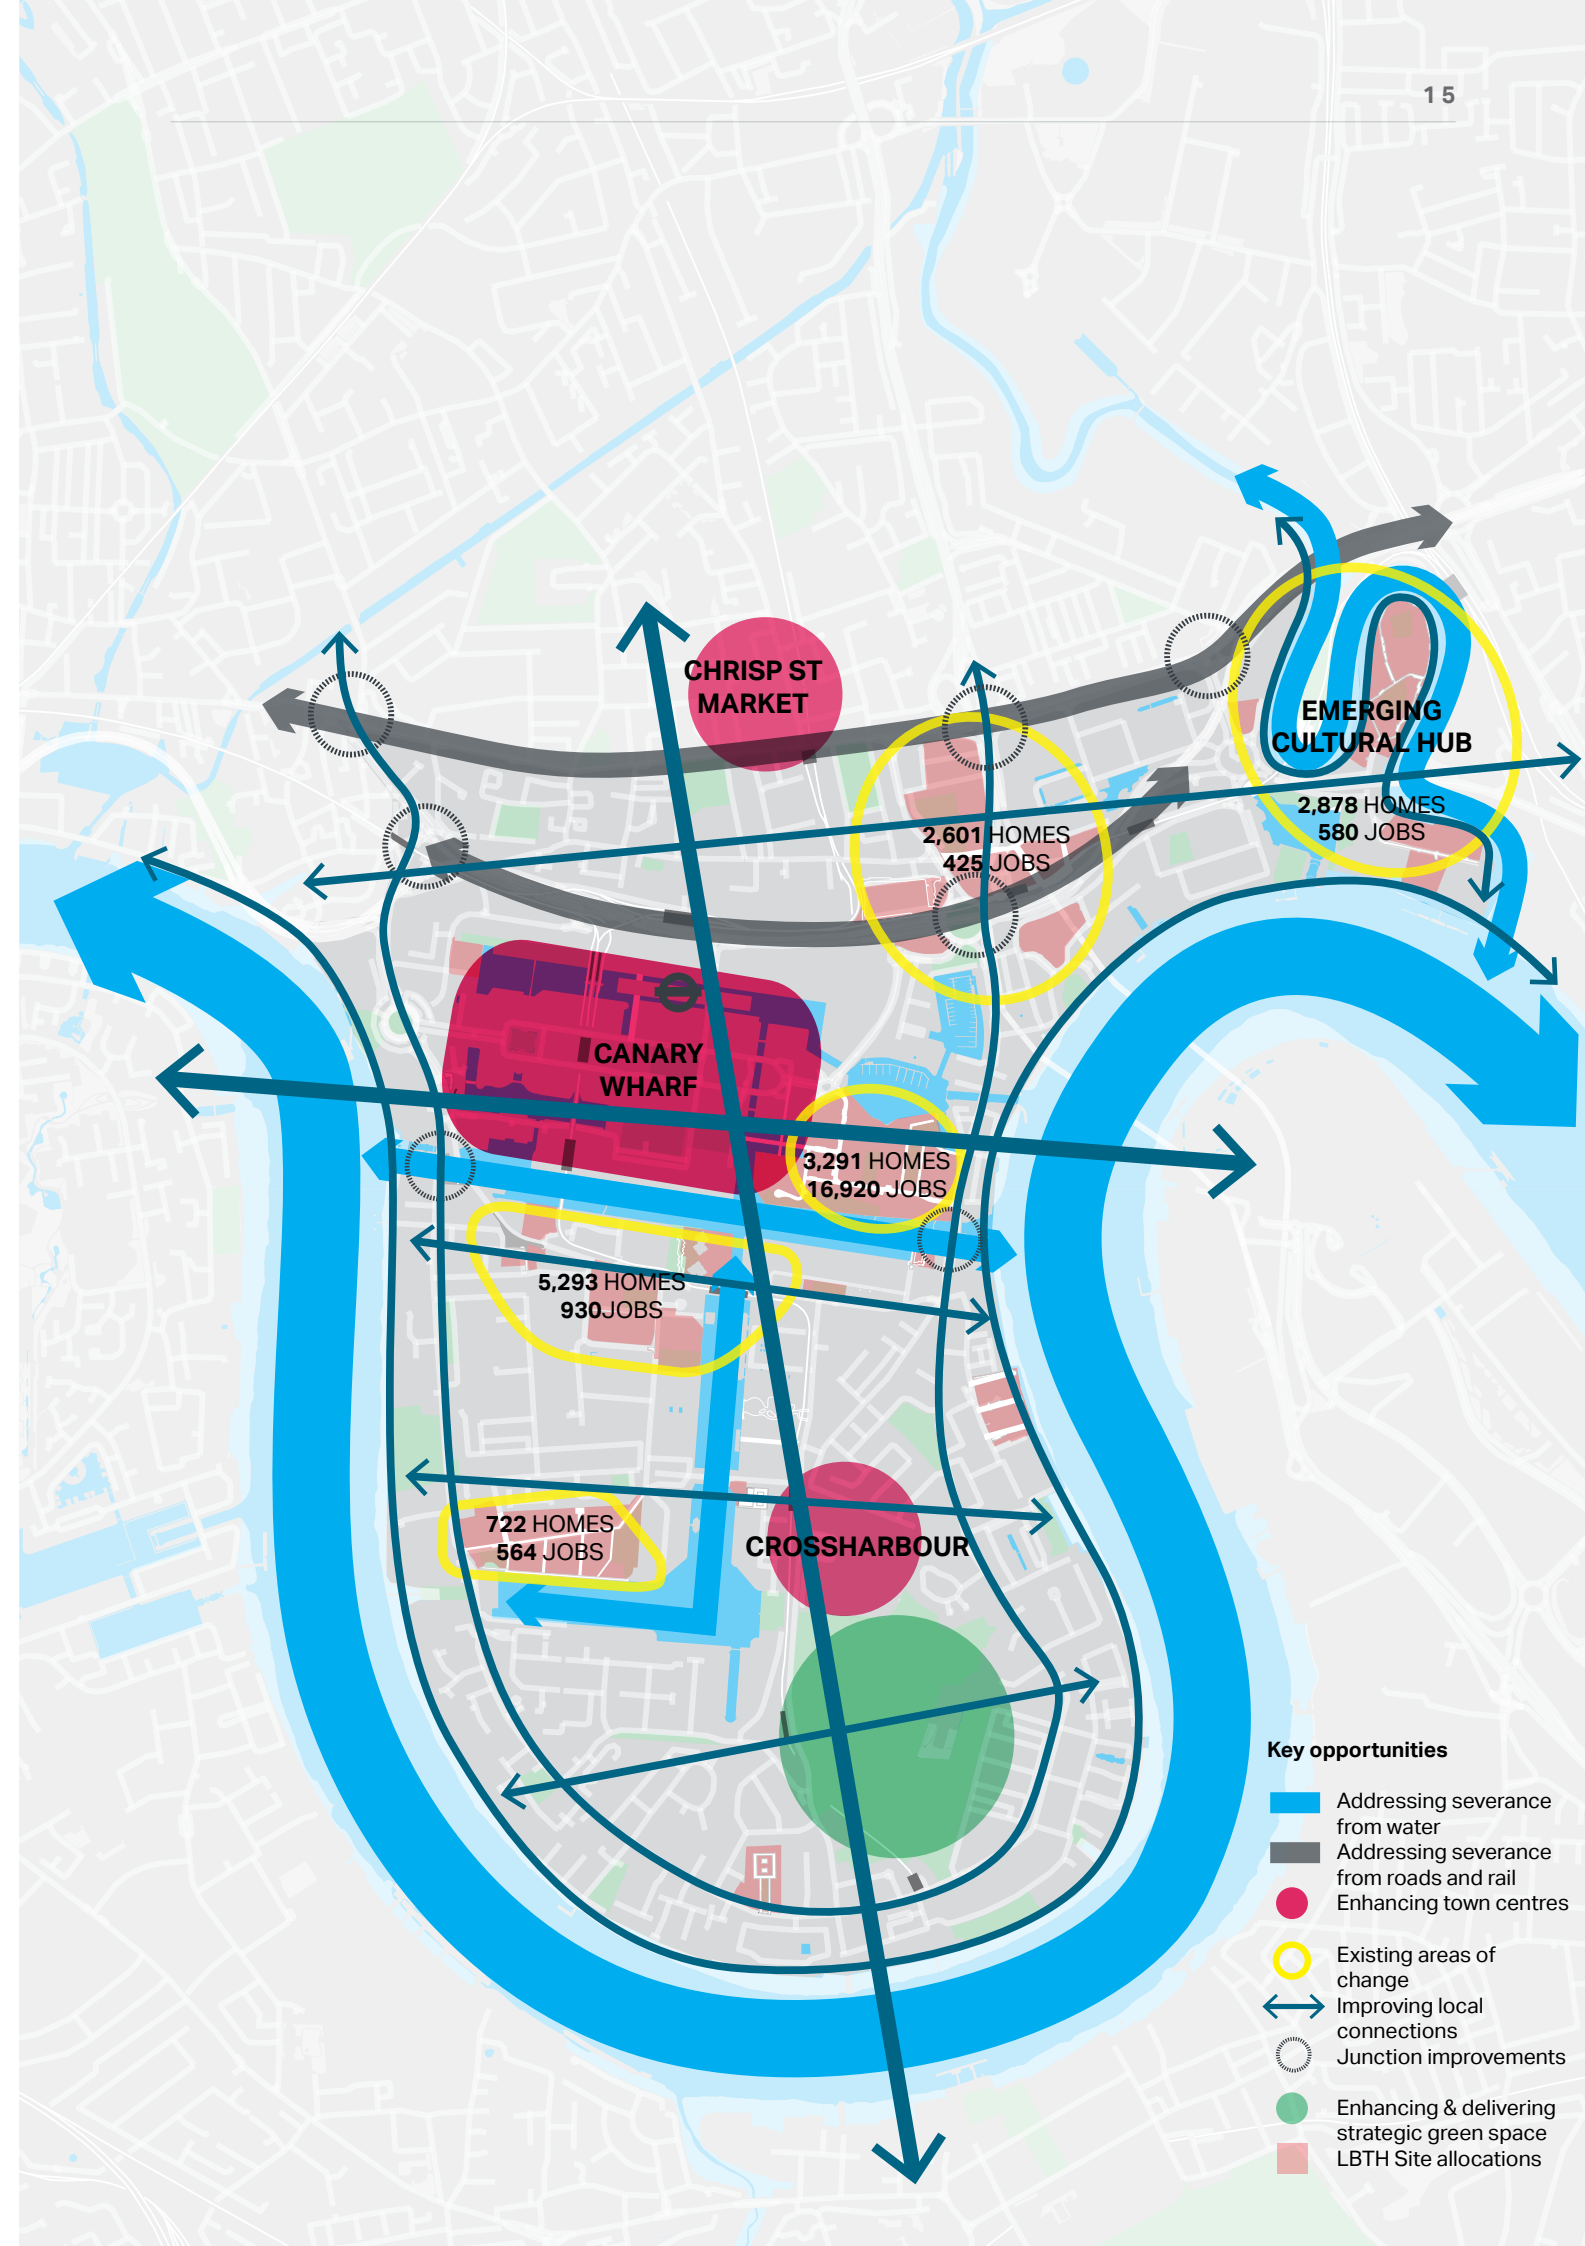 15
CHRISP ST
MARKET
EMERGING
CULTURAL HUB
2,878 HOMES
580 JOBS
2,601 HOMES
425 JOBS
CANARY
WHARF
3,291 HOMES
16,920 JOBS
5,293 HOMES
930JOBS
722 HOMES
564 JOBS
CROSSHARBOUR
Key opportunities
Addressing severance
from water
Addressing severance
from roads and rail
Enhancing town centres
Existing areas of
change
Improving local
connections
Junction improvements
Enhancing & delivering
strategic green space
LBTH Site allocations